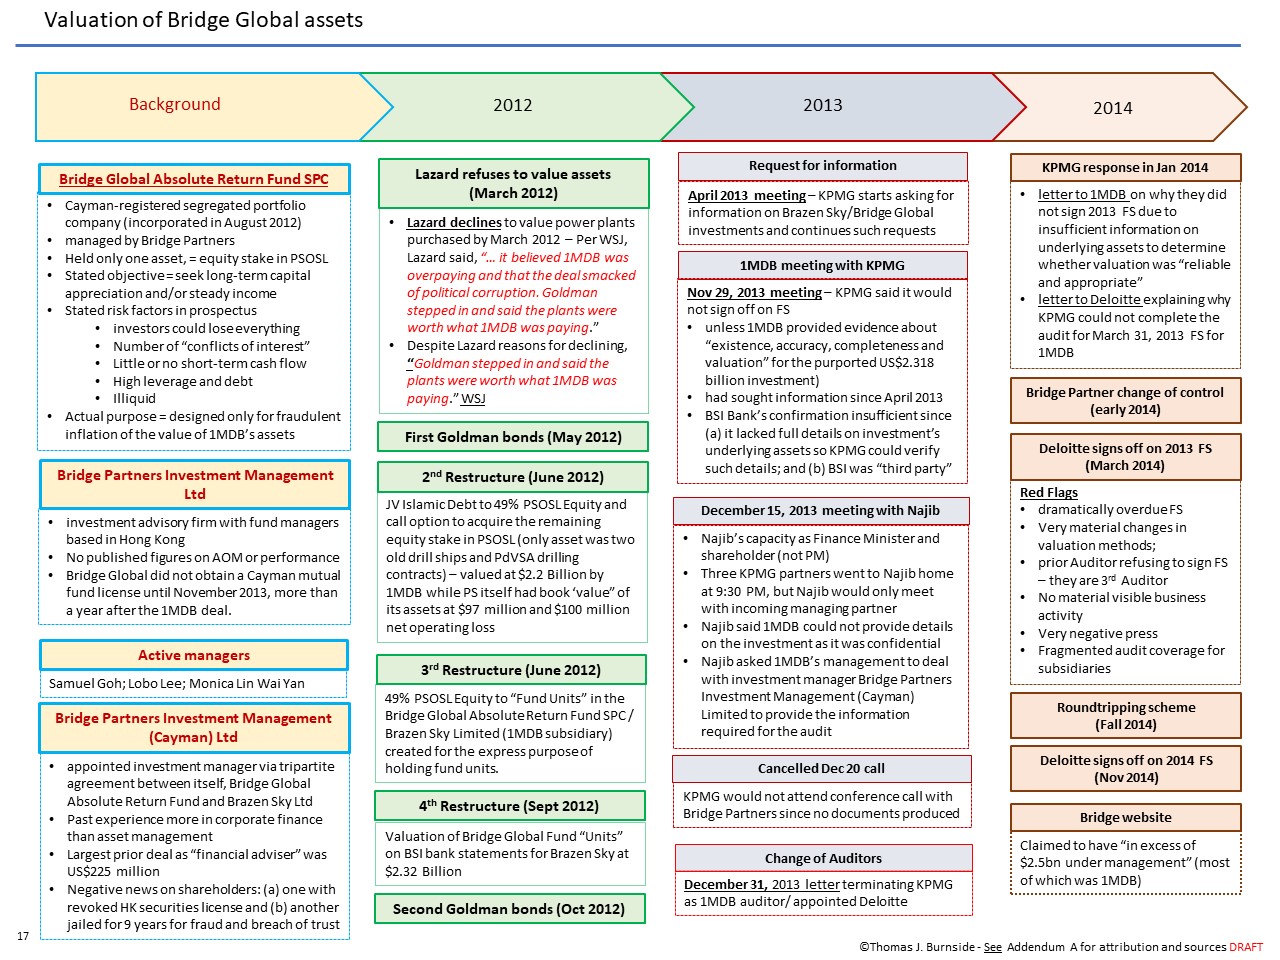 Valuation of Bridge Global assets
Background
2012
2013
2014
Bridge Global Absolute Return Fund SPC
• Cayman-registered segregated portfolio
company (incorporated in August 2012)
• managed by Bridge Partners
• Held only one asset, = equity stake in PSOSL
• Stated objective = seek long-term capital
appreciation and/or steady income
• Stated risk factors in prospectus
• investors could lose everything
• Number of “conflicts of interest”
• Little or no short-term cash flow
• High leverage and debt
• Illiquid
• Actual purpose = designed only for fraudulent
inflation of the value of 1MDB’s assets
Bridge Partners Investment Management
Ltd
• investment advisory firm with fund managers
based in Hong Kong
• No published figures on AOM or performance
• Bridge Global did not obtain a Cayman mutual
fund license until November 2013, more than
a year after the 1MDB deal.
Active managers
Samuel Goh; Lobo Lee; Monica Lin Wai Yan
Bridge Partners Investment Management
(Cayman) Ltd
• appointed investment manager via tripartite
agreement between itself, Bridge Global
Absolute Return Fund and Brazen Sky Ltd
• Past experience more in corporate finance
than asset management
• Largest prior deal as “financial adviser” was
US$225 million
• Negative news on shareholders: (a) one with
revoked HK securities license and (b) another
jailed for 9 years for fraud and breach of trust
Lazard refuses to value assets
(March 2012)
• Lazard declines to value power plants
purchased by March 2012 – Per WSJ,
Lazard said, “… it believed 1MDB was
overpaying and that the deal smacked
of political corruption. Goldman
stepped in and said the plants were
worth what 1MDB was paying.”
• Despite Lazard reasons for declining,
“Goldman stepped in and said the
plants were worth what 1MDB was
paying.” WSJ
First Goldman bonds (May 2012)
2nd Restructure (June 2012)
JV Islamic Debt to 49% PSOSL Equity and
call option to acquire the remaining
equity stake in PSOSL (only asset was two
old drill ships and PdVSA drilling
contracts) – valued at $2.2 Billion by
1MDB while PS itself had book ‘value” of
its assets at $97 million and $100 million
net operating loss
3rd Restructure (June 2012)
49% PSOSL Equity to “Fund Units” in the
Bridge Global Absolute Return Fund SPC /
Brazen Sky Limited (1MDB subsidiary)
created for the express purpose of
holding fund units.
4th Restructure (Sept 2012)
Valuation of Bridge Global Fund “Units”
on BSI bank statements for Brazen Sky at
$2.32 Billion
Second Goldman bonds (Oct 2012)
Request for information
April 2013 meeting – KPMG starts asking for
information on Brazen Sky/Bridge Global
investments and continues such requests
1MDB meeting with KPMG
Nov 29, 2013 meeting – KPMG said it would
not sign off on FS
• unless 1MDB provided evidence about
“existence, accuracy, completeness and
valuation” for the purported US$2.318
billion investment)
• had sought information since April 2013
• BSI Bank’s confirmation insufficient since
(a) it lacked full details on investment’s
underlying assets so KPMG could verify
such details; and (b) BSI was “third party”
December 15, 2013 meeting with Najib
• Najib’s capacity as Finance Minister and
shareholder (not PM)
• Three KPMG partners went to Najib home
at 9:30 PM, but Najib would only meet
with incoming managing partner
• Najib said 1MDB could not provide details
on the investment as it was confidential
• Najib asked 1MDB’s management to deal
with investment manager Bridge Partners
Investment Management (Cayman)
Limited to provide the information
required for the audit
Cancelled Dec 20 call
KPMG would not attend conference call with
Bridge Partners since no documents produced
Change of Auditors
December 31, 2013 letter terminating KPMG
as 1MDB auditor/ appointed Deloitte
KPMG response in Jan 2014
• letter to 1MDB on why they did
not sign 2013 FS due to
insufficient information on
underlying assets to determine
whether valuation was “reliable
and appropriate”
• letter to Deloitte explaining why
KPMG could not complete the
audit for March 31, 2013 FS for
1MDB
Bridge Partner change of control
(early 2014)
Deloitte signs off on 2013 FS
(March 2014)
Red Flags
• dramatically overdue FS
• Very material changes in
valuation methods;
• prior Auditor refusing to sign FS
– they are 3rd Auditor
• No material visible business
activity
• Very negative press
• Fragmented audit coverage for
subsidiaries
Roundtripping scheme
(Fall 2014)
Deloitte signs off on 2014 FS
(Nov 2014)
Bridge website
Claimed to have “in excess of
$2.5bn under management” (most
of which was 1MDB)
17
©Thomas J. Burnside - See Addendum A for attribution and sources DRAFT